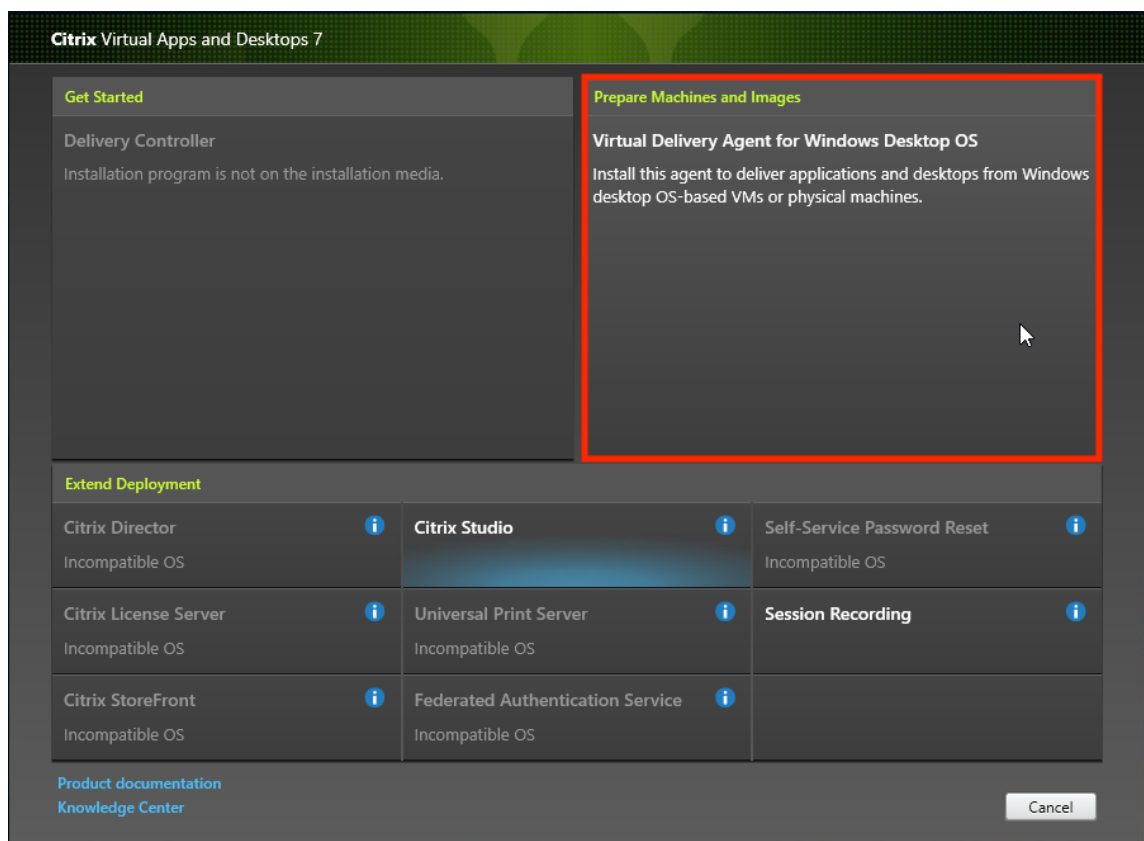 Citrix Virtual Apps and Desktops 7
Get Started
Delivery Controller
Installation program is not on the installation media.
Prepare Machines and Images
Virtual Delivery Agent for Windows Desktop OS
Install this agent to deliver applications and desktops from Windows
desktop OS-based VMs or physical machines.
Extend Deployment
Citrix Director
Incompatible OS
Citrix Studio
Self-Service Password Reset
Incompatible OS
Citrix License Server
Incompatible OS
Universal Print Server
Incompatible OS
Session Recording
Citrix StoreFront
Incompatible OS
Federated Authentication Service
Incompatible OS
Product documentation
Knowledge Center
Cancel